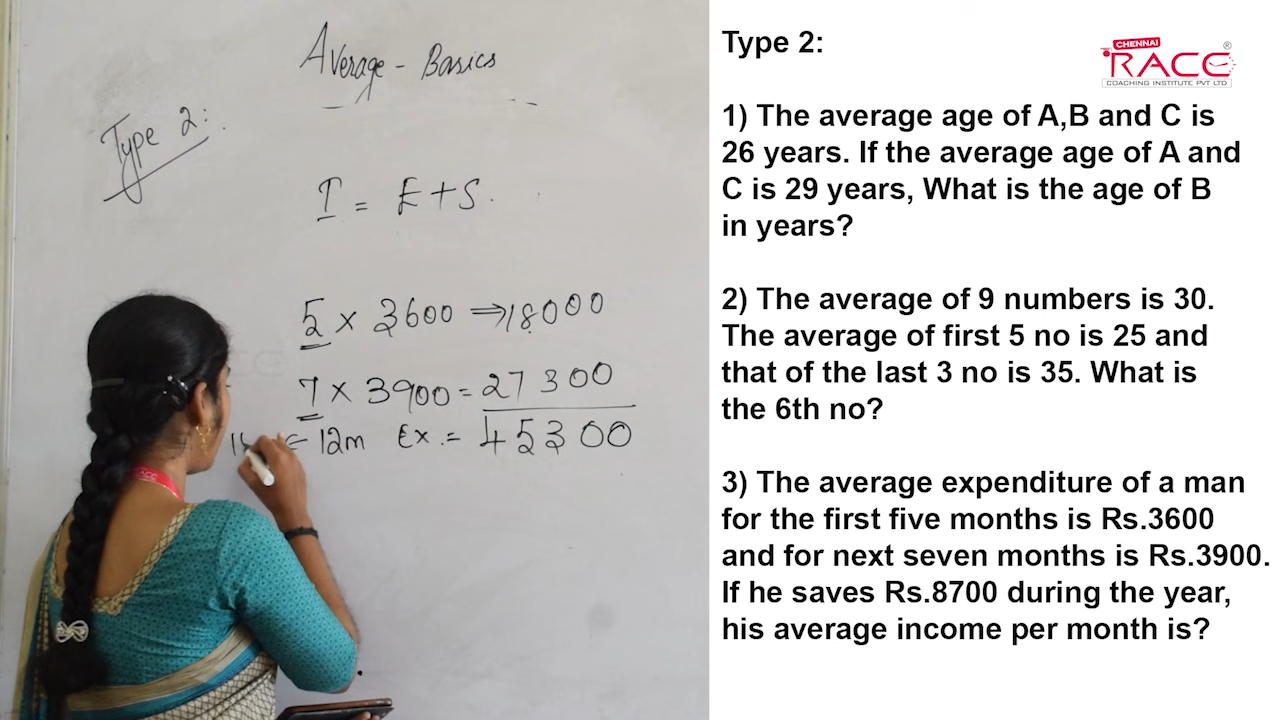 Average - Basics
Type 2:
I = E + S.
5 × 3600 ⇒ 18000
7 × 3900 = 27300
12m Ex. = 45300
RACE
Type 2:
CHENNAI
RACE
COACHING INSTITUTE PVT LTD
1) The average age of A,B and C is
26 years. If the average age of A and
C is 29 years, What is the age of B
in years?
2) The average of 9 numbers is 30.
The average of first 5 no is 25 and
that of the last 3 no is 35. What is
the 6th no?
3) The average expenditure of a man
for the first five months is Rs.3600
and for next seven months is Rs.3900.
If he saves Rs.8700 during the year,
his average income per month is?